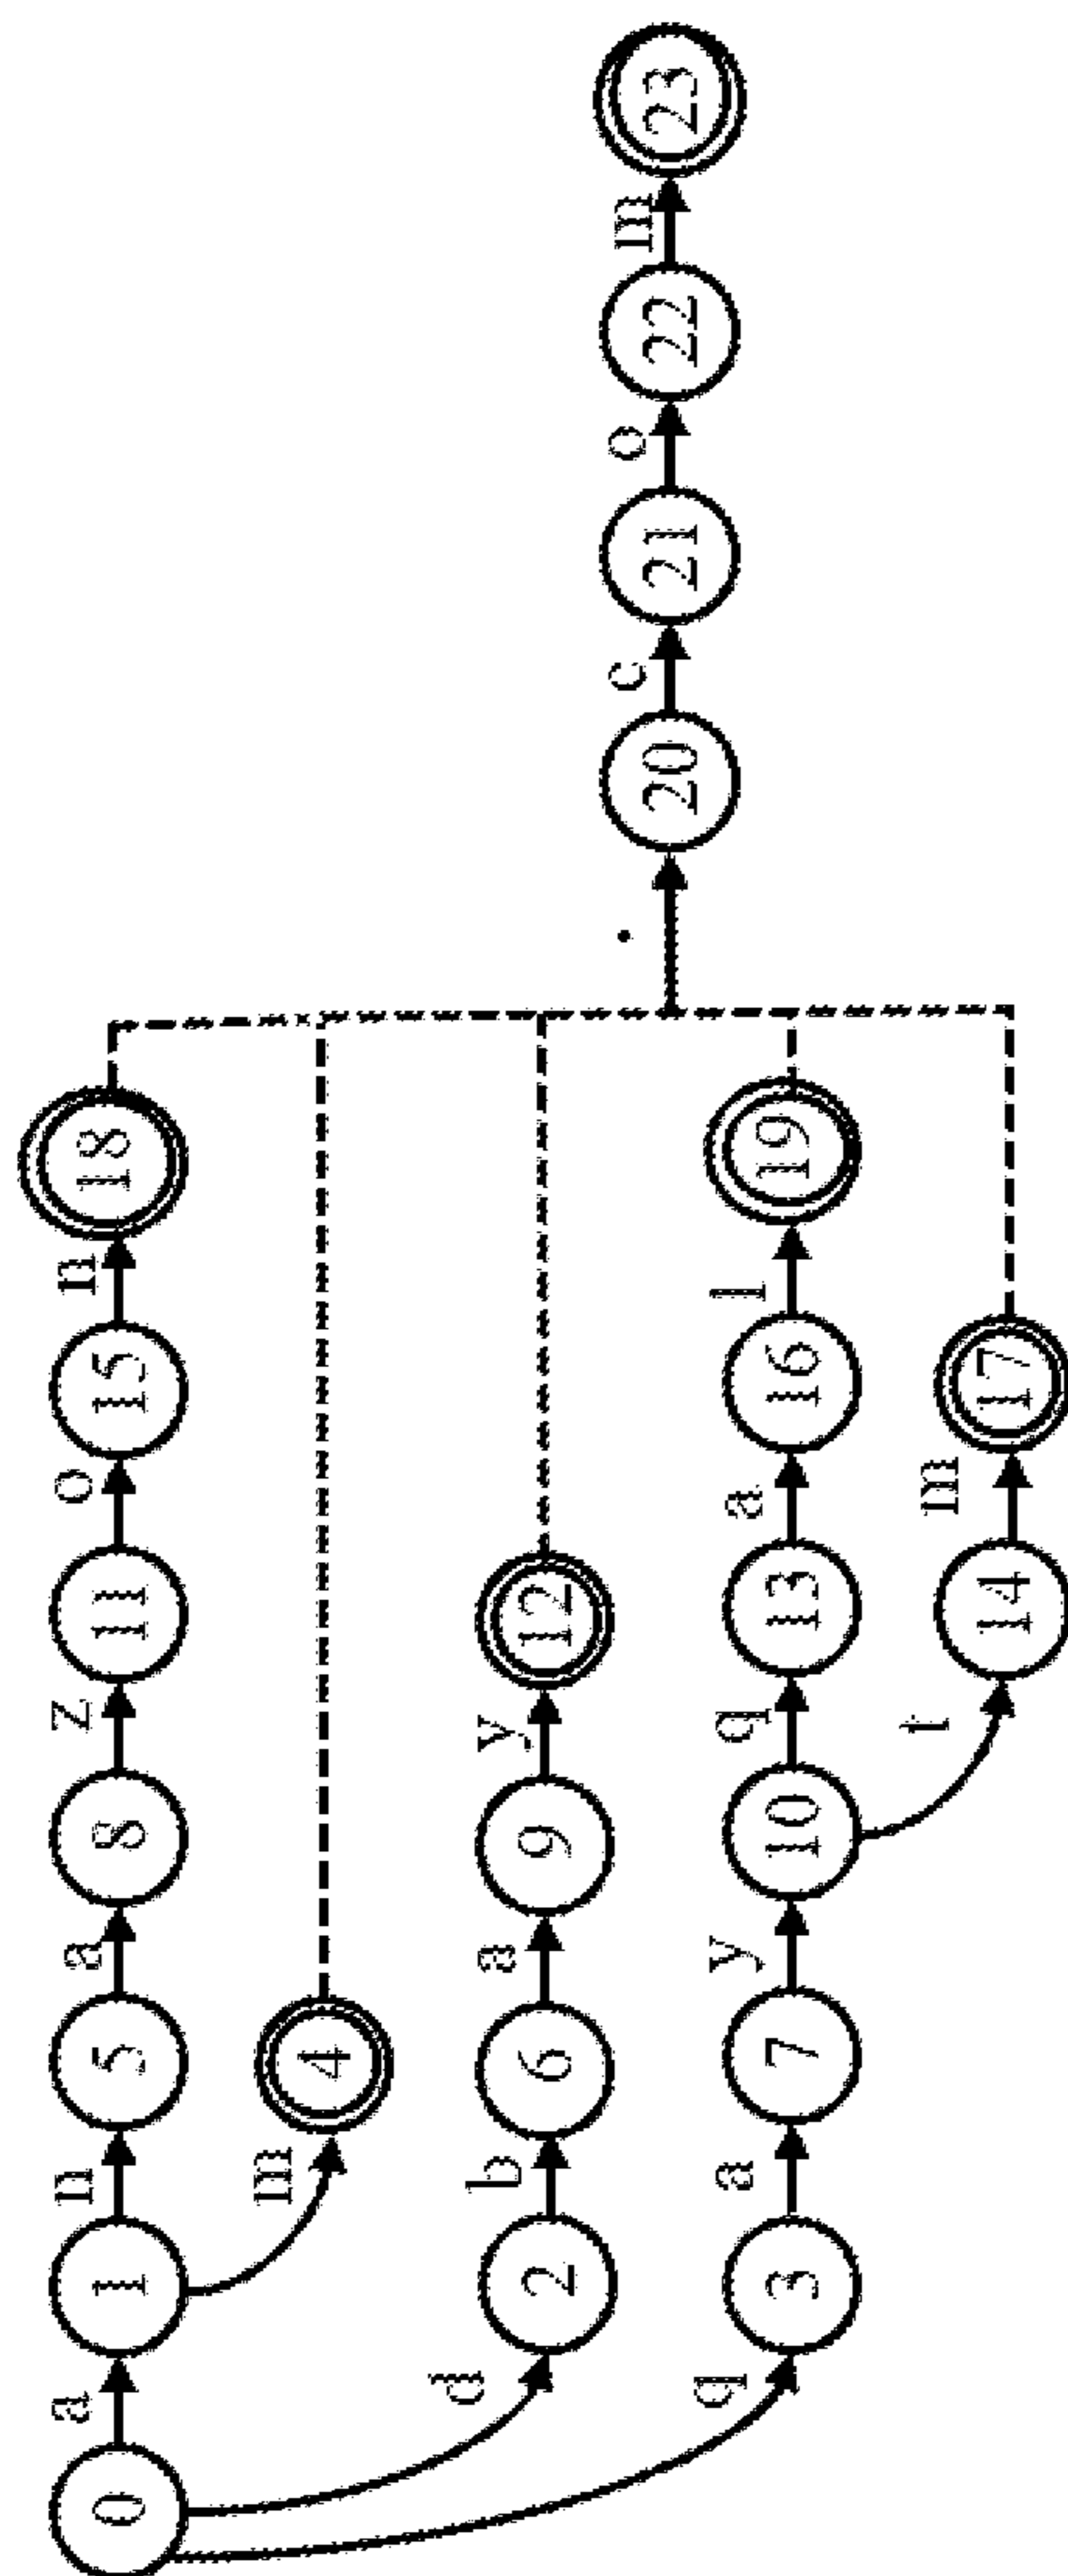 0 a 1 n 5 a 8 z 11 o 15 n 18
m 4
d 2 b 6 a 9 y 12 . 20 c 21 o 22 m 23
q 3 a 7 y 10 q 13 a 16 l 19
t 14 m 17